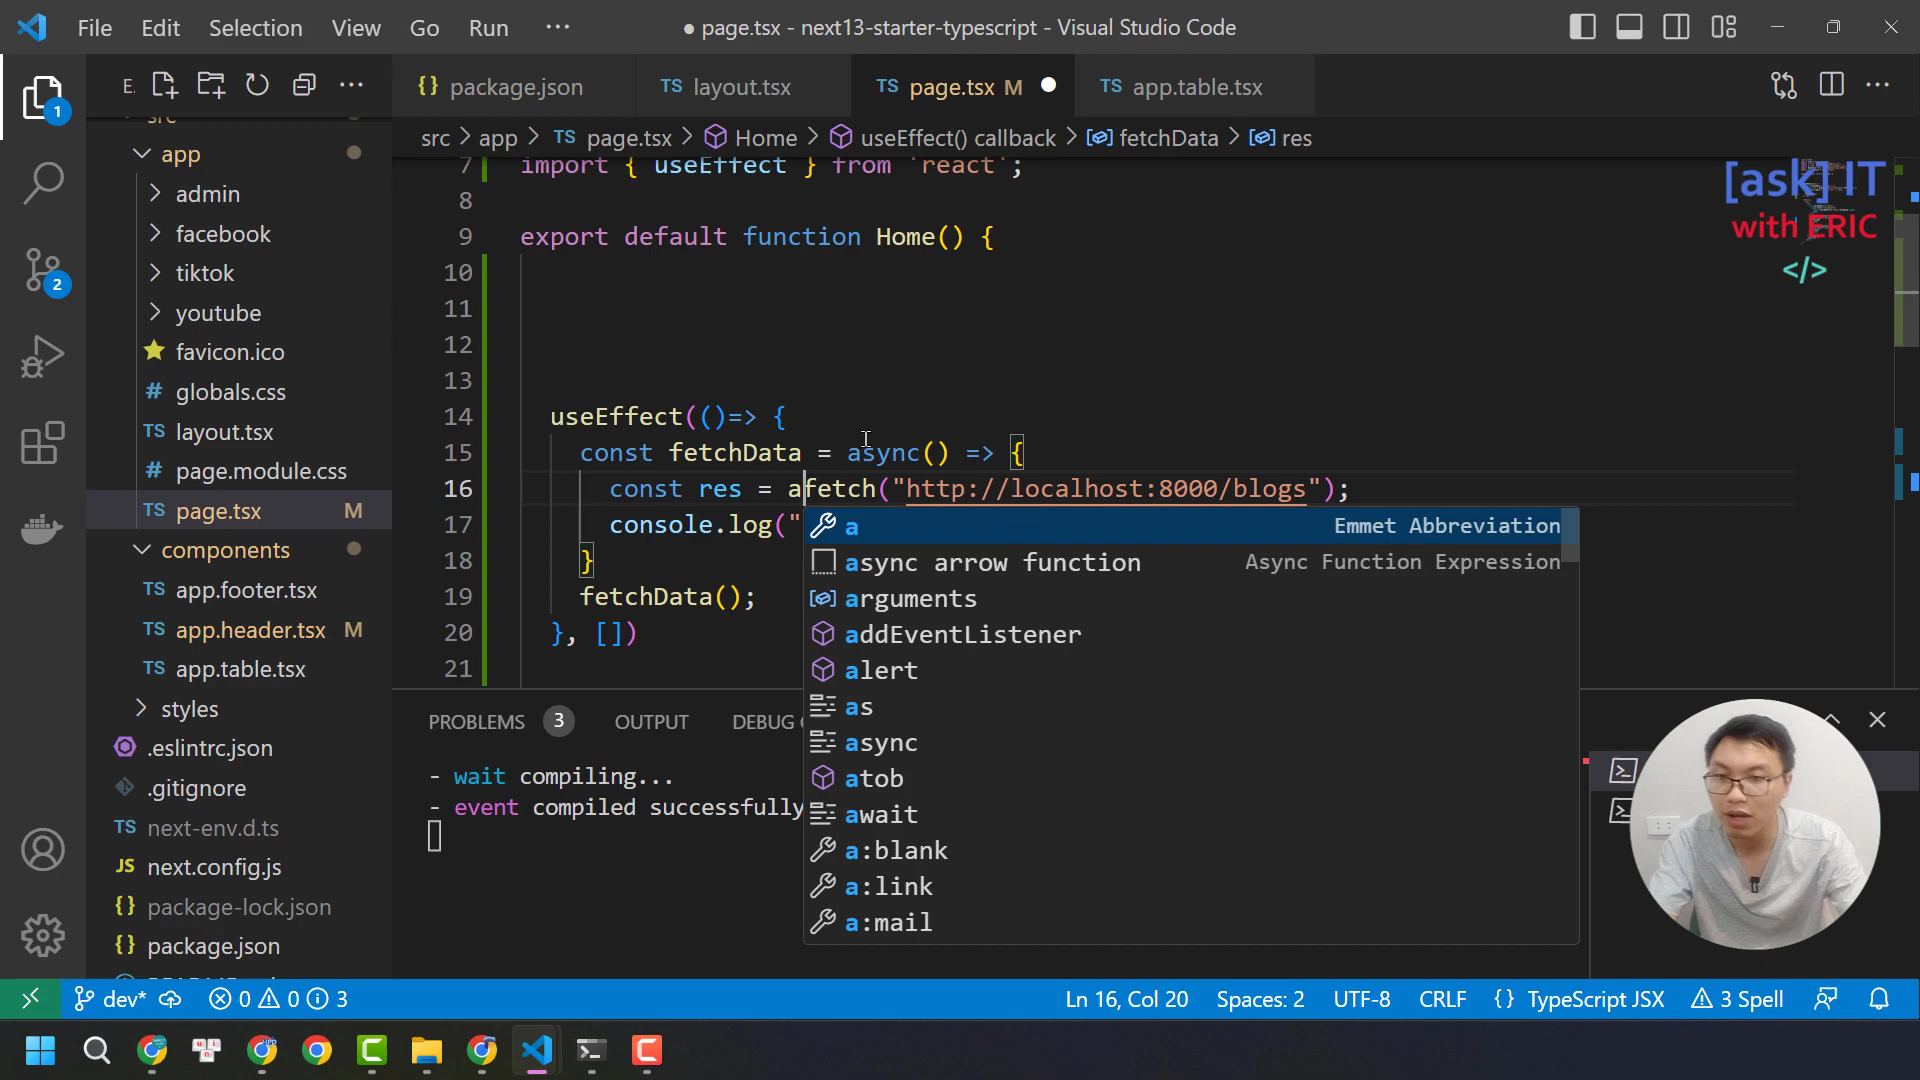 File Edit Selection View Go Run ··· ● page.tsx - next13-starter-typescript - Visual Studio Code
E. ···
{} package.json TS layout.tsx TS page.tsx M ● TS app.table.tsx ···
src > app > TS page.tsx > Home > useEffect() callback > fetchData > res
1
src
app
admin
facebook
tiktok
2
youtube
favicon.ico
# globals.css
TS layout.tsx
# page.module.css
TS page.tsx M
components
TS app.footer.tsx
TS app.header.tsx M
TS app.table.tsx
styles
.eslintrc.json
.gitignore
TS next-env.d.ts
JS next.config.js
{} package-lock.json
{} package.json
7 import { useEffect } from 'react';
8
9 export default function Home() {
10
11
12
13
14 useEffect(()=> {
15 const fetchData = async() => {
16 const res = afetch("http://localhost:8000/blogs");
17 console.log("
18 }
19 fetchData();
20 }, [])
21
a Emmet Abbreviation
async arrow function Async Function Expression
arguments
addEventListener
alert
as
async
atob
await
a:blank
a:link
a:mail
[ask] IT
with ERIC
</>
PROBLEMS 3 OUTPUT DEBUG
- wait compiling...
- event compiled successfully
dev* 0 0 3 Ln 16, Col 20 Spaces: 2 UTF-8 CRLF {} TypeScript JSX 3 Spell